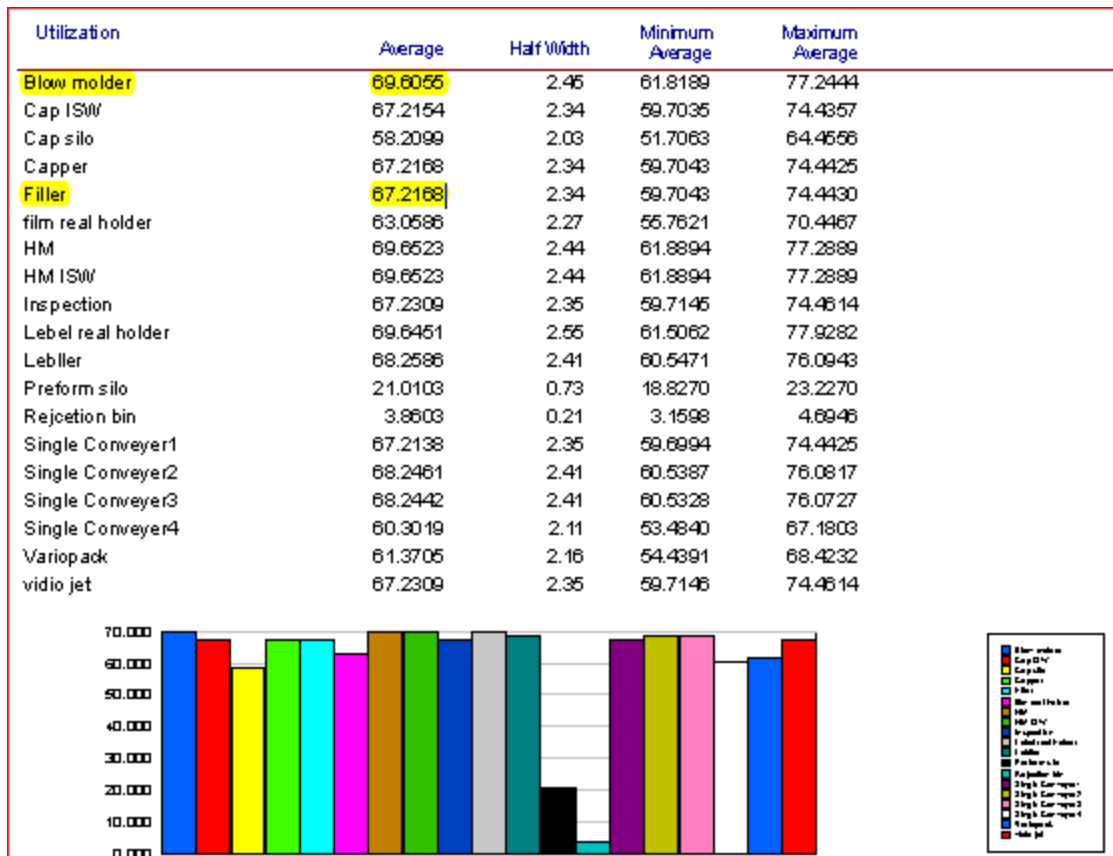 Utilization Average Half Width Minimum Average Maximum Average
Blow molder 69.6055 2.45 61.8189 77.2444
Cap ISW 67.2154 2.34 59.7035 74.4357
Cap silo 58.2099 2.03 51.7063 64.4556
Capper 67.2168 2.34 59.7043 74.4425
Filler 67.2168 2.34 59.7043 74.4430
film real holder 63.0586 2.27 55.7621 70.4467
HM 69.6523 2.44 61.8894 77.2889
HM ISW 69.6523 2.44 61.8894 77.2889
Inspection 67.2309 2.35 59.7145 74.4614
Lebel real holder 69.6451 2.55 61.5062 77.9282
Lebller 68.2586 2.41 60.5471 76.0943
Preform silo 21.0103 0.73 18.8270 23.2270
Rejcetion bin 3.8603 0.21 3.1598 4.6946
Single Conveyer1 67.2138 2.35 59.6994 74.4425
Single Conveyer2 68.2461 2.41 60.5387 76.0817
Single Conveyer3 68.2442 2.41 60.5328 76.0727
Single Conveyer4 60.3019 2.11 53.4840 67.1803
Variopack 61.3705 2.16 54.4391 68.4232
vidio jet 67.2309 2.35 59.7146 74.4614
70.000
60.000
50.000
40.000
30.000
20.000
10.000
0.000